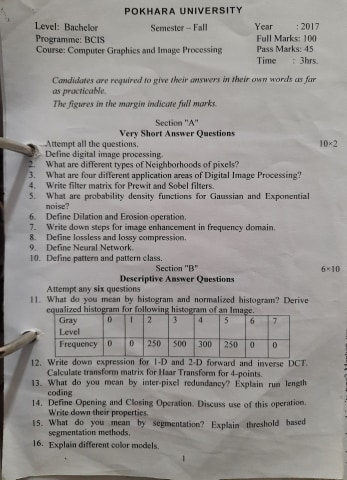 POKHARA UNIVERSITY
Level: Bachelor Semester – Fall Year : 2017
Programme: BCIS Full Marks: 100
Course: Computer Graphics and Image Processing Pass Marks: 45
Time : 3hrs.
Candidates are required to give their answers in their own words as far
as practicable.
The figures in the margin indicate full marks.
Section "A"
Very Short Answer Questions
Attempt all the questions. 10×2
Define digital image processing.
2. What are different types of Neighborhoods of pixels?
3. What are four different application areas of Digital Image Processing?
4. Write filter matrix for Prewit and Sobel filters.
5. What are probability density functions for Gaussian and Exponential
noise?
6. Define Dilation and Erosion operation.
7. Write down steps for image enhancement in frequency domain.
8. Define lossless and lossy compression.
9. Define Neural Network.
10. Define pattern and pattern class.
Section "B" 6×10
Descriptive Answer Questions
Attempt any six questions
11. What do you mean by histogram and normalized histogram? Derive
equalized histogram for following histogram of an Image.
Gray 0 1 2 3 4 5 6 7
Level
Frequency 0 0 250 500 300 250 0 0
12. Write down expression for 1-D and 2-D forward and inverse DCT.
Calculate transform matrix for Haar Transform for 4-points.
13. What do you mean by inter-pixel redundancy? Explain run length
coding
14. Define Opening and Closing Operation. Discuss use of this operation.
Write down their properties.
15. What do you mean by segmentation? Explain threshold based
segmentation methods.
16. Explain different color models.
1